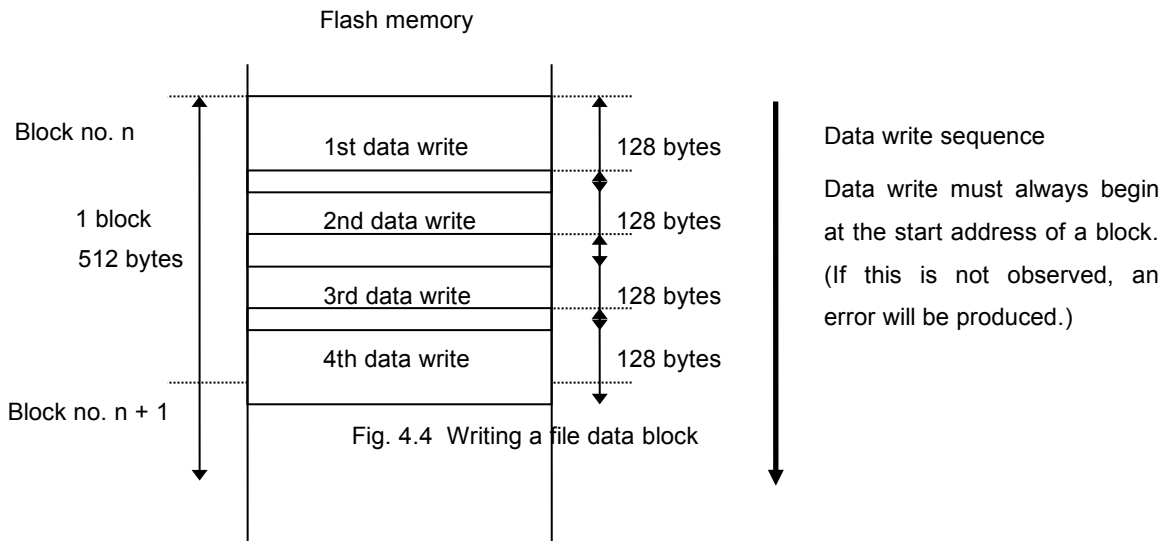 Flash memory
Block no. n
1st data write
128 bytes
1 block
512 bytes
2nd data write
128 bytes
3rd data write
128 bytes
4th data write
128 bytes
Block no. n + 1
Fig. 4.4 Writing a file data block
Data write sequence
Data write must always begin
at the start address of a block.
(If this is not observed, an
error will be produced.)